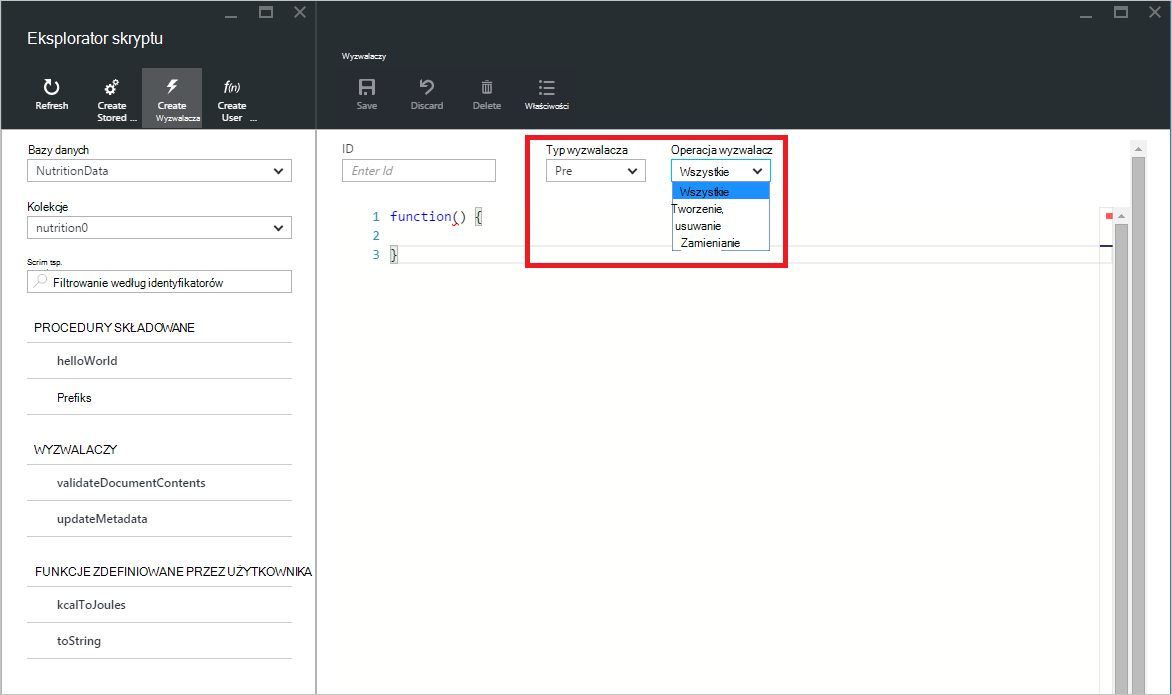 Eksplorator skryptu
Refresh
Create
Stored ...
Create
Wyzwalacza
f(n)
Create
User ...
Bazy danych
NutritionData
Kolekcje
nutrition0
Scrim tsp.
Filtrowanie według identyfikatorów
PROCEDURY SKŁADOWANE
helloWorld
Prefiks
WYZWALACZY
validateDocumentContents
updateMetadata
FUNKCJE ZDEFINIOWANE PRZEZ UŻYTKOWNIKA
kcalToJoules
toString
Wyzwalaczy
Save
Discard
Delete
Właściwości
ID
Enter Id
Typ wyzwalacza
Pre
Operacja wyzwalacz
Wszystkie
Wszystkie
Tworzenie,
usuwanie
Zamienianie
1 function() {
2
3 }